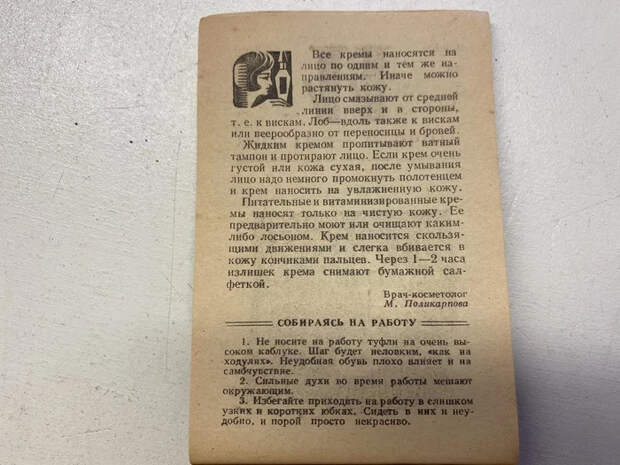 Все кремы наносятся на
лицо по одним и тем же на-
правлениям. Иначе можно
растянуть кожу.
Лицо смазывают от средней
линии вверх и в стороны,
т. е. к вискам. Лоб—вдоль также к вискам
или веерообразно от переносицы и бровей.
Жидким кремом пропитывают ватный
тампон и протирают лицо. Если крем очень
густой или кожа сухая, после умывания
лицо надо немного промокнуть полотенцем
и крем наносить на увлажненную кожу.
Питательные и витаминизированные кре-
мы наносят только на чистую кожу. Ее
предварительно моют или очищают каким-
либо лосьоном. Крем наносится скользя-
щими движениями и слегка вбивается в
кожу кончиками пальцев. Через 1—2 часа
излишек крема снимают бумажной сал-
феткой.
Врач-косметолог
М. Поликарпова
СОБИРАЯСЬ НА РАБОТУ
1. Не носите на работу туфли на очень вы-
соком каблуке. Шаг будет неловким, «как на
ходулях». Неудобная обувь плохо влияет и на
самочувствие.
2. Сильные духи во время работы мешают
окружающим.
3. Избегайте приходить на работу в слишком
узких и коротких юбках. Сидеть в них и неу-
добно, и порой просто некрасиво.